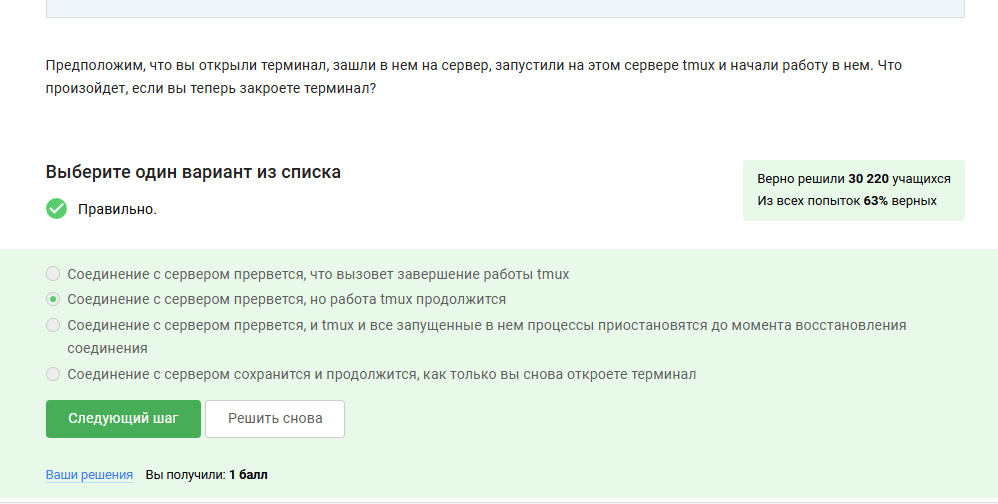 Предположим, что вы открыли терминал, зашли в нем на сервер, запустили на этом сервере tmux и начали работу в нем. Что
произойдет, если вы теперь закроете терминал?
Выберите один вариант из списка
Верно решили 30 220 учащихся
Из всех попыток 63% верных
Правильно.
Соединение с сервером прервется, что вызовет завершение работы tmux
Соединение с сервером прервется, но работа tmux продолжится
Соединение с сервером прервется, и tmux и все запущенные в нем процессы приостановятся до момента восстановления
соединения
Соединение с сервером сохранится и продолжится, как только вы снова откроете терминал
Следующий шаг
Решить снова
Ваши решения
Вы получили: 1 балл